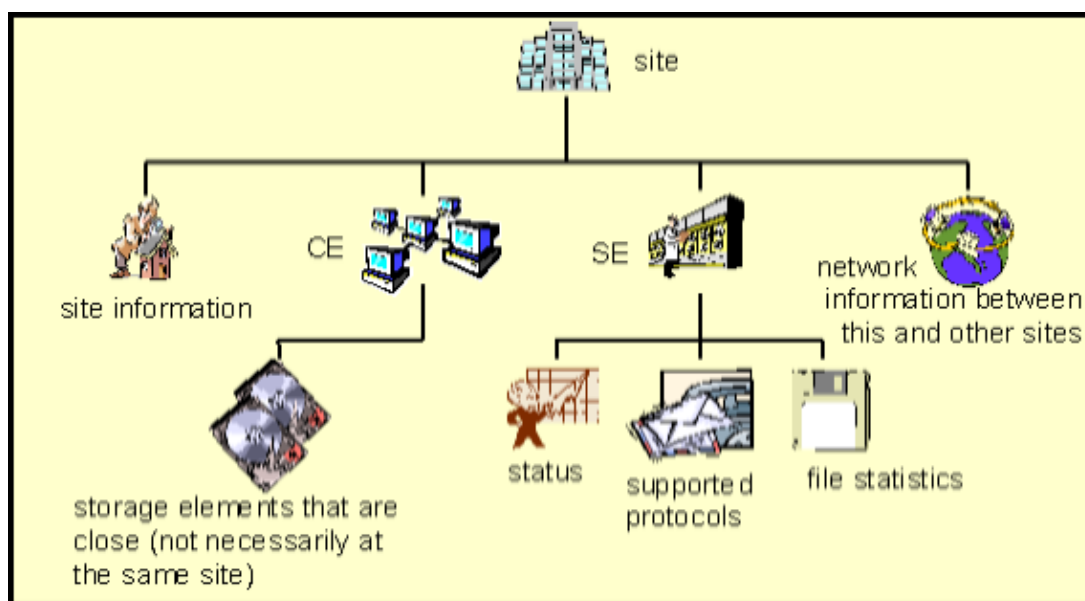 site
site information
CE
SE
network
information between
this and other sites
storage elements that are
close (not necessarily at
the same site)
status
supported
protocols
file statistics